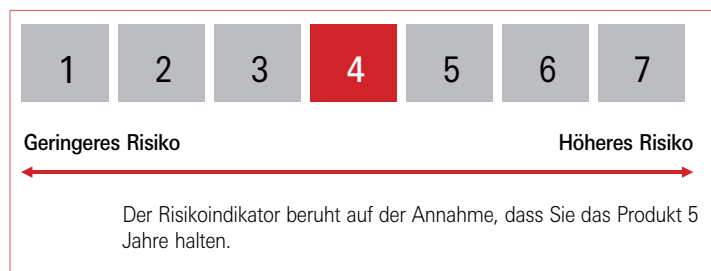 1 2 3 4 5 6 7
Geringeres Risiko Höheres Risiko
Der Risikoindikator beruht auf der Annahme, dass Sie das Produkt 5
Jahre halten.